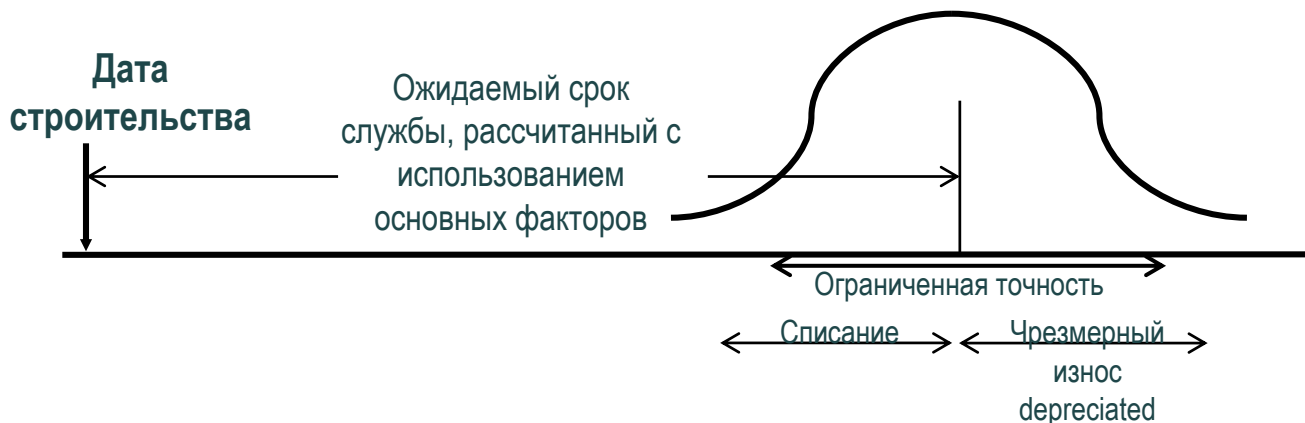 Дата
строительства
Ожидаемый срок
службы, рассчитанный с
использованием
основных факторов
Ограниченная точность
Списание
Чрезмерный
износ
depreciated